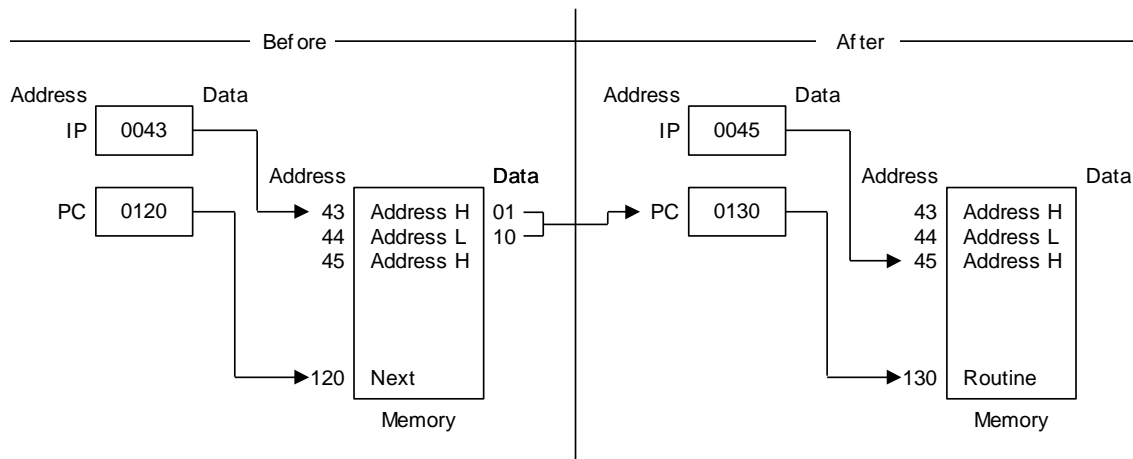 Before
Address Data
IP 0043
Address Data
PC 0120
43 Address H 01
44 Address L 10
45 Address H
120 Next
Memory
After
Address Data
IP 0045
Address Data
PC 0130
43 Address H
44 Address L
45 Address H
130 Routine
Memory